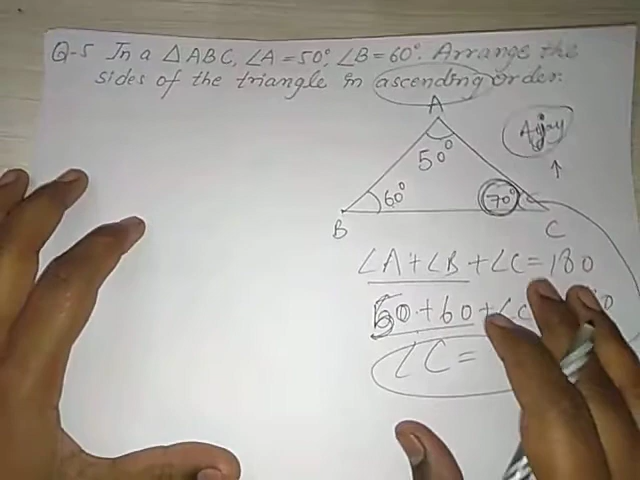 Q-5 In a △ABC, ∠A=50°, ∠B=60°. Arrange the
sides of the triangle in ascending order.
A
Ajay
50°
60°
70°
B
C
∠A+∠B+∠C=180
50+60+∠C
∠C=